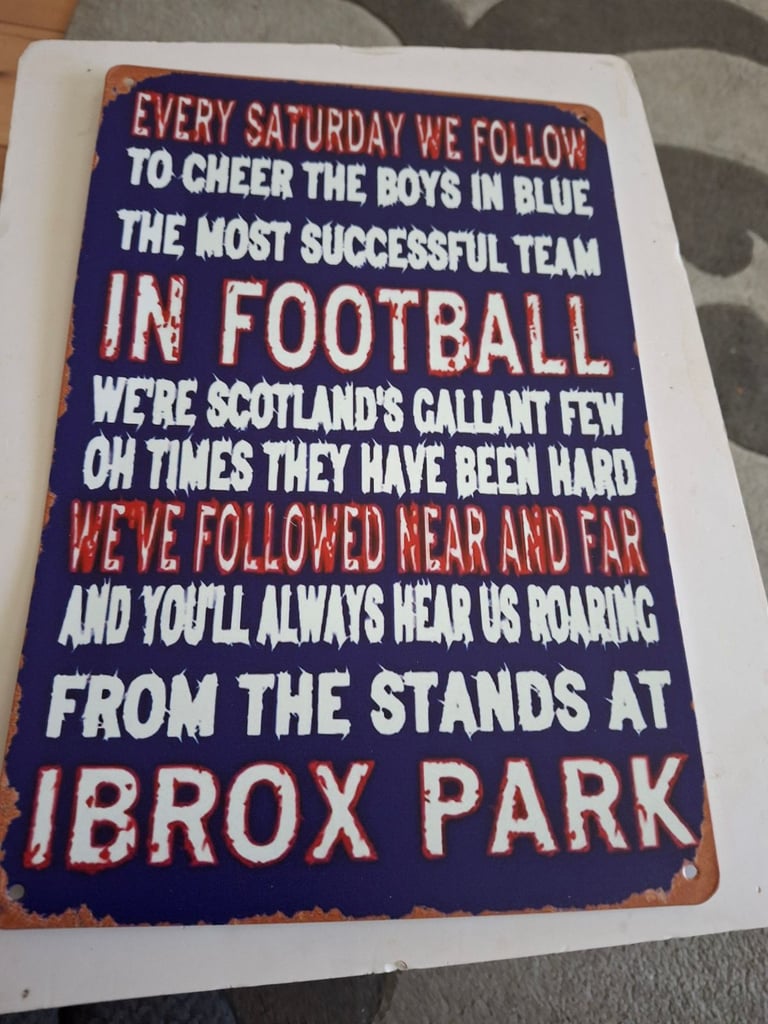 EVERY SATURDAY WE FOLLOW
TO CHEER THE BOYS IN BLUE
THE MOST SUCCESSFUL TEAM
IN FOOTBALL
WE'RE SCOTLAND'S GALLANT FEW
OH TIMES THEY HAVE BEEN HARD
WE'VE FOLLOWED NEAR AND FAR
AND YOU'LL ALWAYS HEAR US ROARING
FROM THE STANDS AT
IBROX PARK